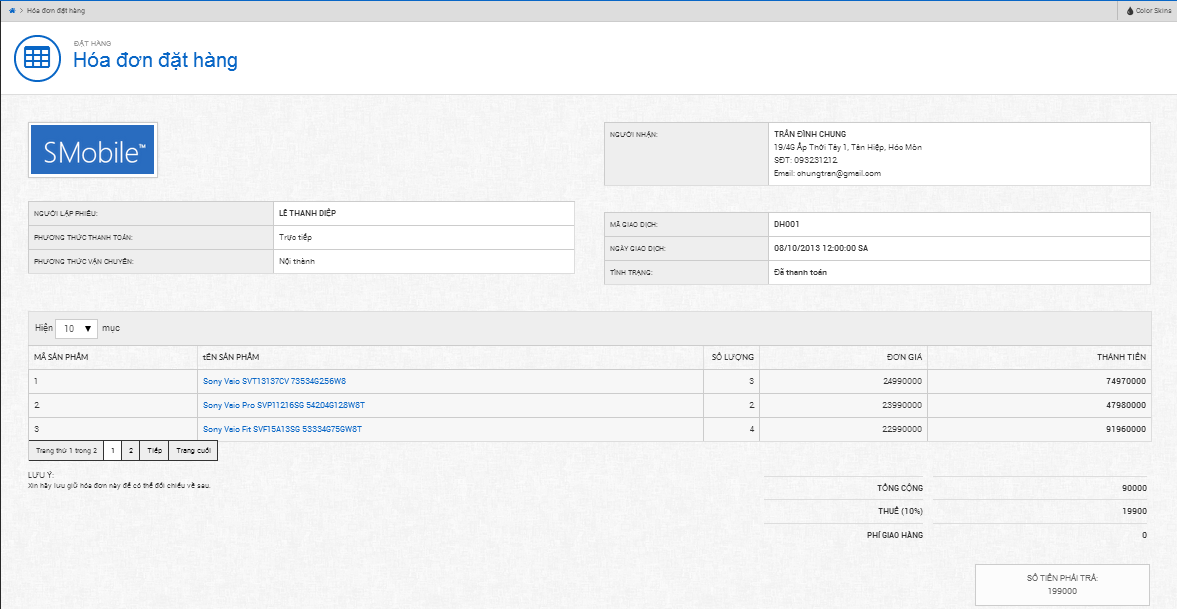 Hóa đơn đặt hàng
Color Skins
ĐẶT HÀNG
Hóa đơn đặt hàng
SMobile™
NGƯỜI NHẬN:
TRẦN ĐÌNH CHUNG
19/4G Ấp Thới Tây 1, Tân Hiệp, Hóc Môn
SĐT: 093231212
Email: chungtran@gmail.com
NGƯỜI LẬP PHIẾU:
LÊ THANH DIỆP
PHƯƠNG THỨC THANH TOÁN:
Trực tiếp
PHƯƠNG THỨC VẬN CHUYỂN:
Nội thành
MÃ GIAO DỊCH:
DH001
NGÀY GIAO DỊCH:
08/10/2013 12:00:00 SA
TÌNH TRẠNG:
Đã thanh toán
Hiện 10 mục
MÃ SẢN PHẨM tÊN SẢN PHẨM SỐ LƯỢNG ĐƠN GIÁ THÀNH TIỀN
1 Sony Vaio SVT13137CV 73534G256W8 3 24990000 74970000
2 Sony Vaio Pro SVP11216SG 54204G128W8T 2 23990000 47980000
3 Sony Vaio Fit SVF15A13SG 53334G75GW8T 4 22990000 91960000
Trang thứ 1 trong 2 1 2 Tiếp Trang cuối
LƯU Ý:
Xin hãy lưu giữ hóa đơn này để có thể đối chiếu về sau.
TỔNG CỘNG 90000
THUẾ (10%) 19900
PHÍ GIAO HÀNG 0
SỐ TIỀN PHẢI TRẢ:
199000